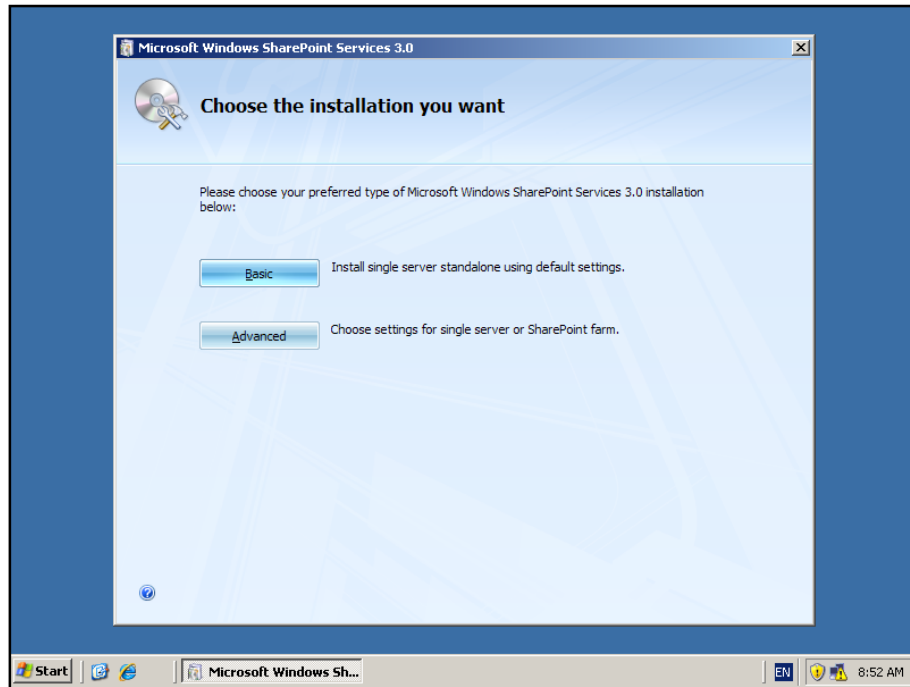 Microsoft Windows SharePoint Services 3.0
Choose the installation you want
Please choose your preferred type of Microsoft Windows SharePoint Services 3.0 installation
below:
Basic
Install single server standalone using default settings.
Advanced
Choose settings for single server or SharePoint farm.
Start
Microsoft Windows Sh...
EN
8:52 AM